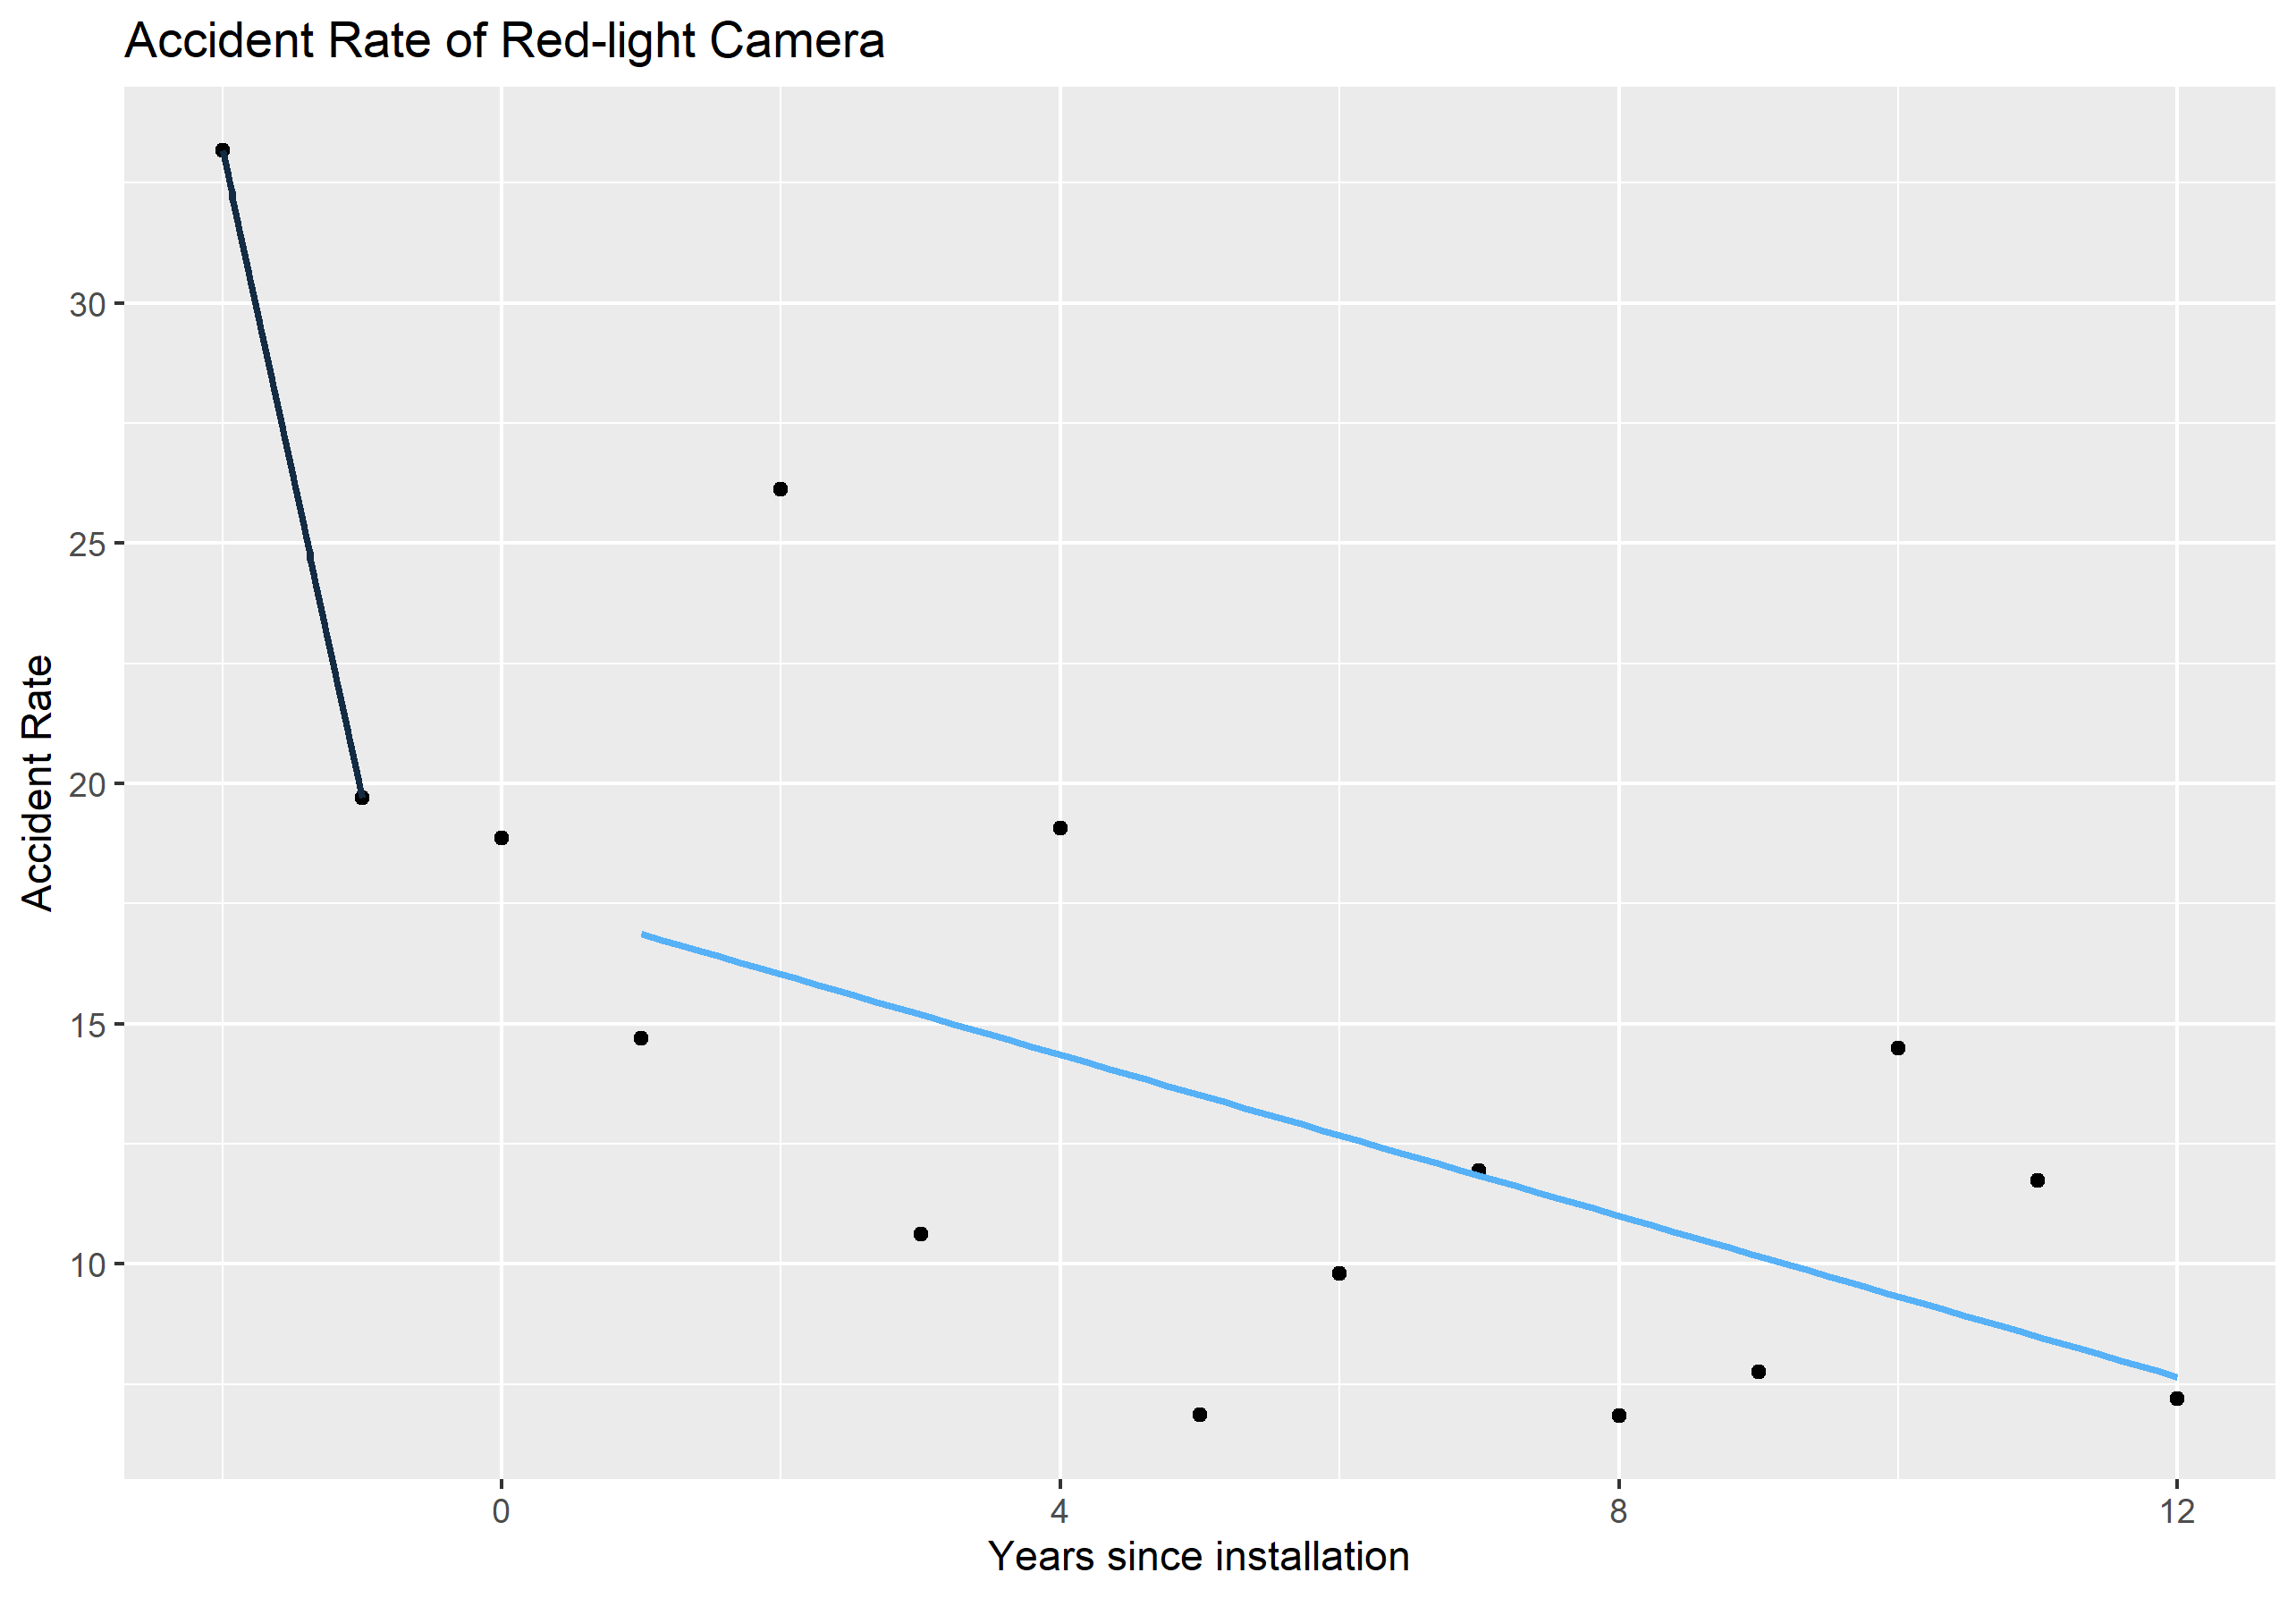 Accident Rate of Red-light Camera
30
25
20
15
10
Accident Rate
0 4 8 12
Years since installation